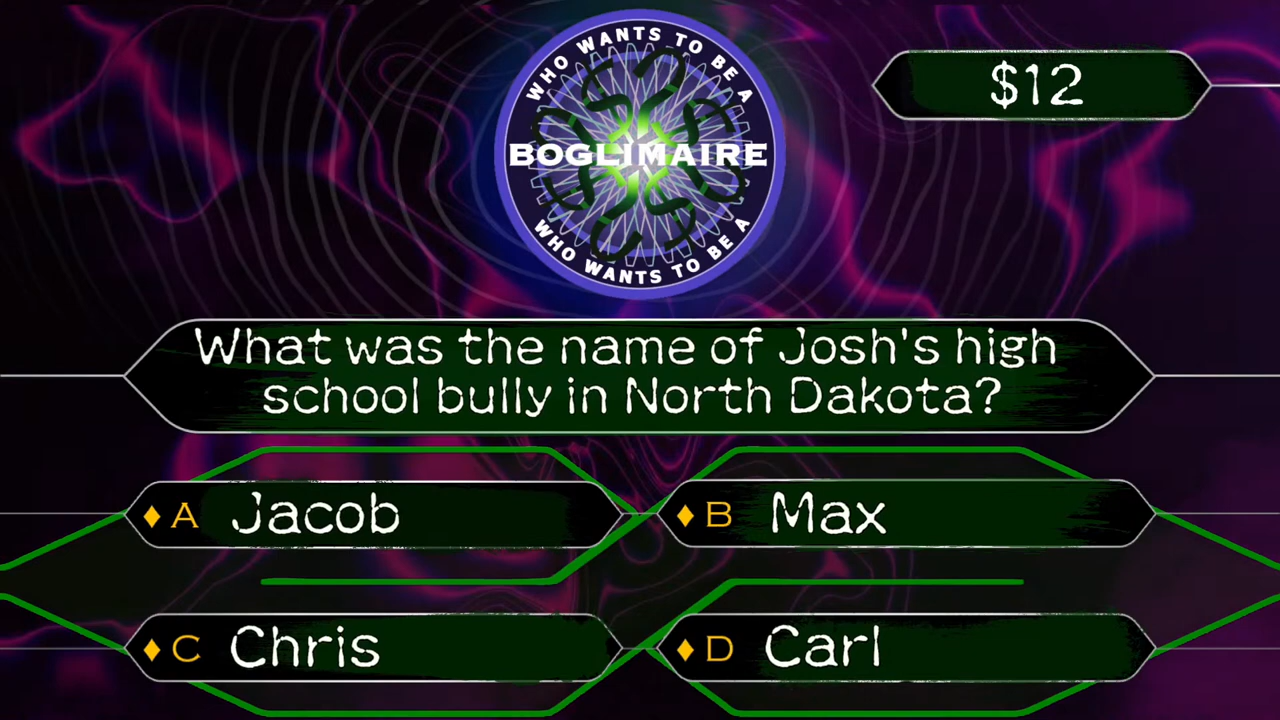 WHO WANTS TO BE A
BOGLIMAIRE
WHO WANTS TO BE A
$12
What was the name of Josh's high
school bully in North Dakota?
A Jacob
B Max
C Chris
D Carl